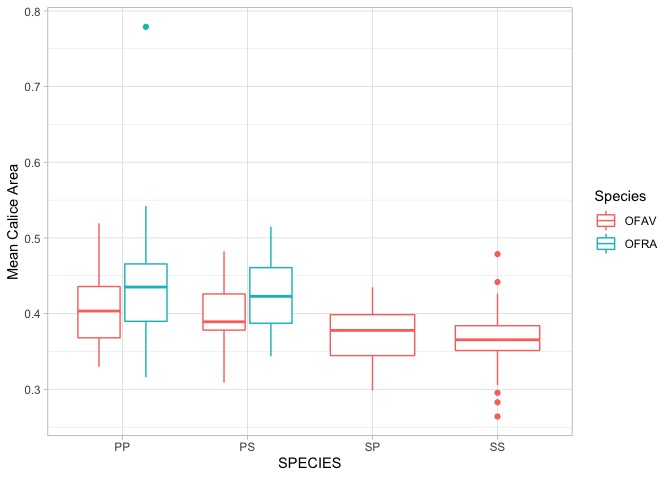 0.8
0.7
0.6
0.5
0.4
0.3
Mean Calice Area
PP PS SP SS
SPECIES
Species
OFAV
OFRA